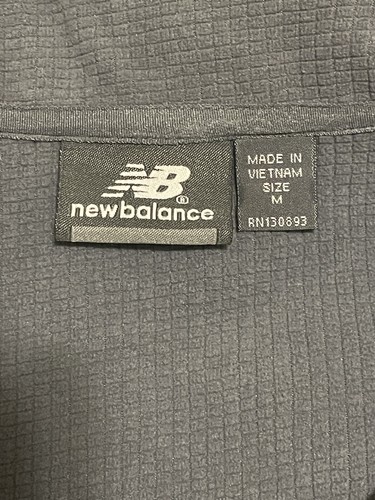 NB
newbalance®
MADE IN
VIETNAM
SIZE
M
RN130893